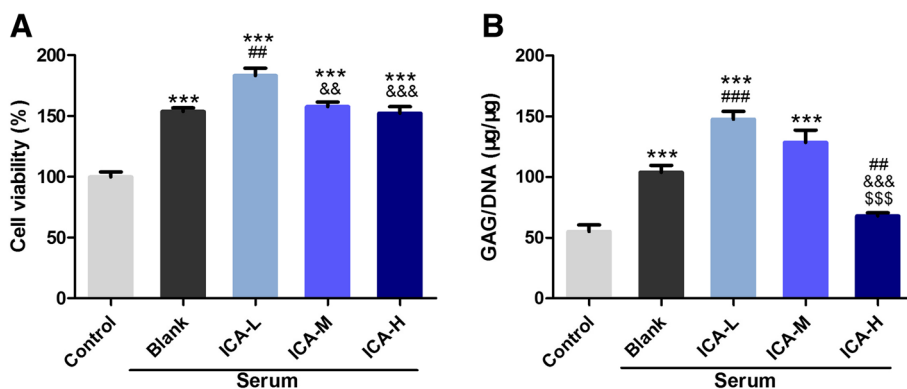 A
Cell viability (%)
200
150
100
50
0
***
***
##
***
&&
***
&&&
Control
Blank
ICA-L
ICA-M
ICA-H
Serum
B
GAG/DNA (µg/µg)
200
150
100
50
0
***
***
###
***
##
&&&
$$$
Control
Blank
ICA-L
ICA-M
ICA-H
Serum